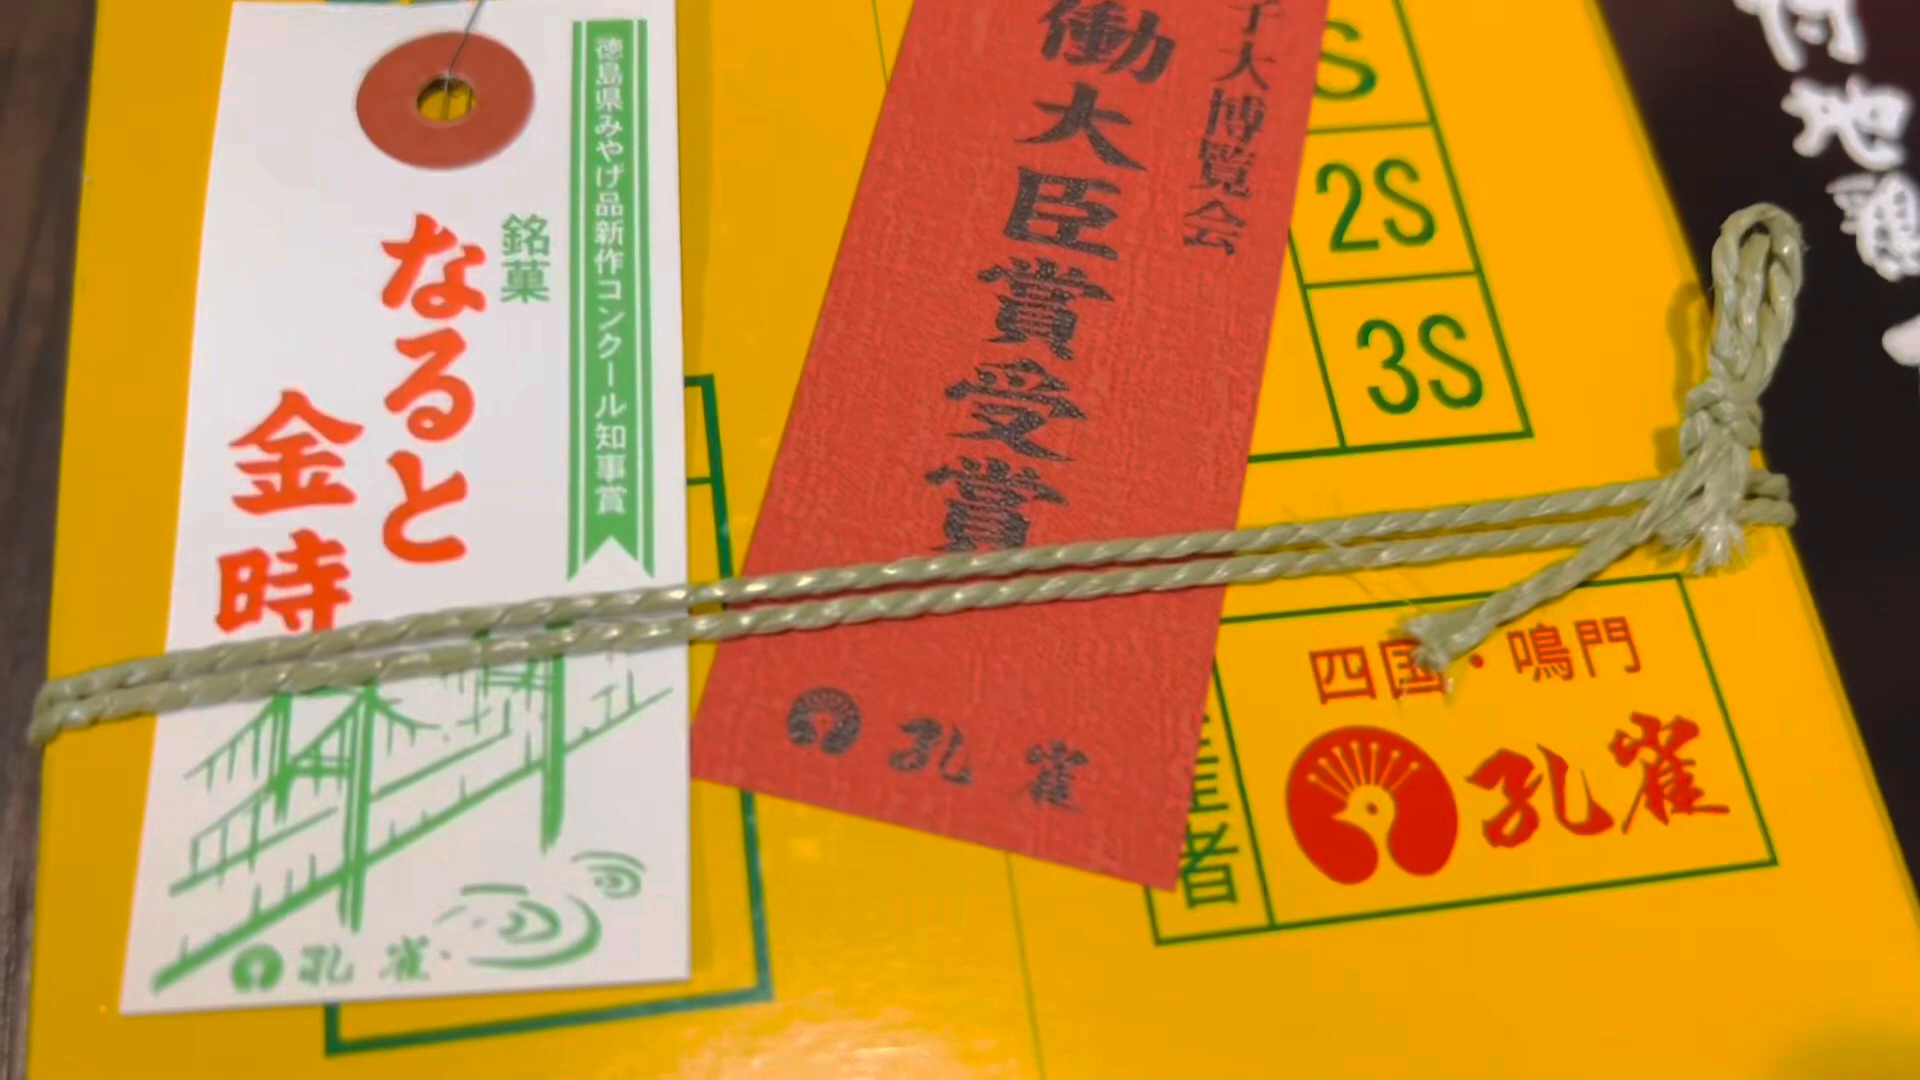 徳島県みやげ品新作コンクール知事賞
銘菓
なると
金時
孔雀
子大博覧会
働大臣賞受賞
孔雀
S
2S
3S
産者
四国・鳴門
孔雀